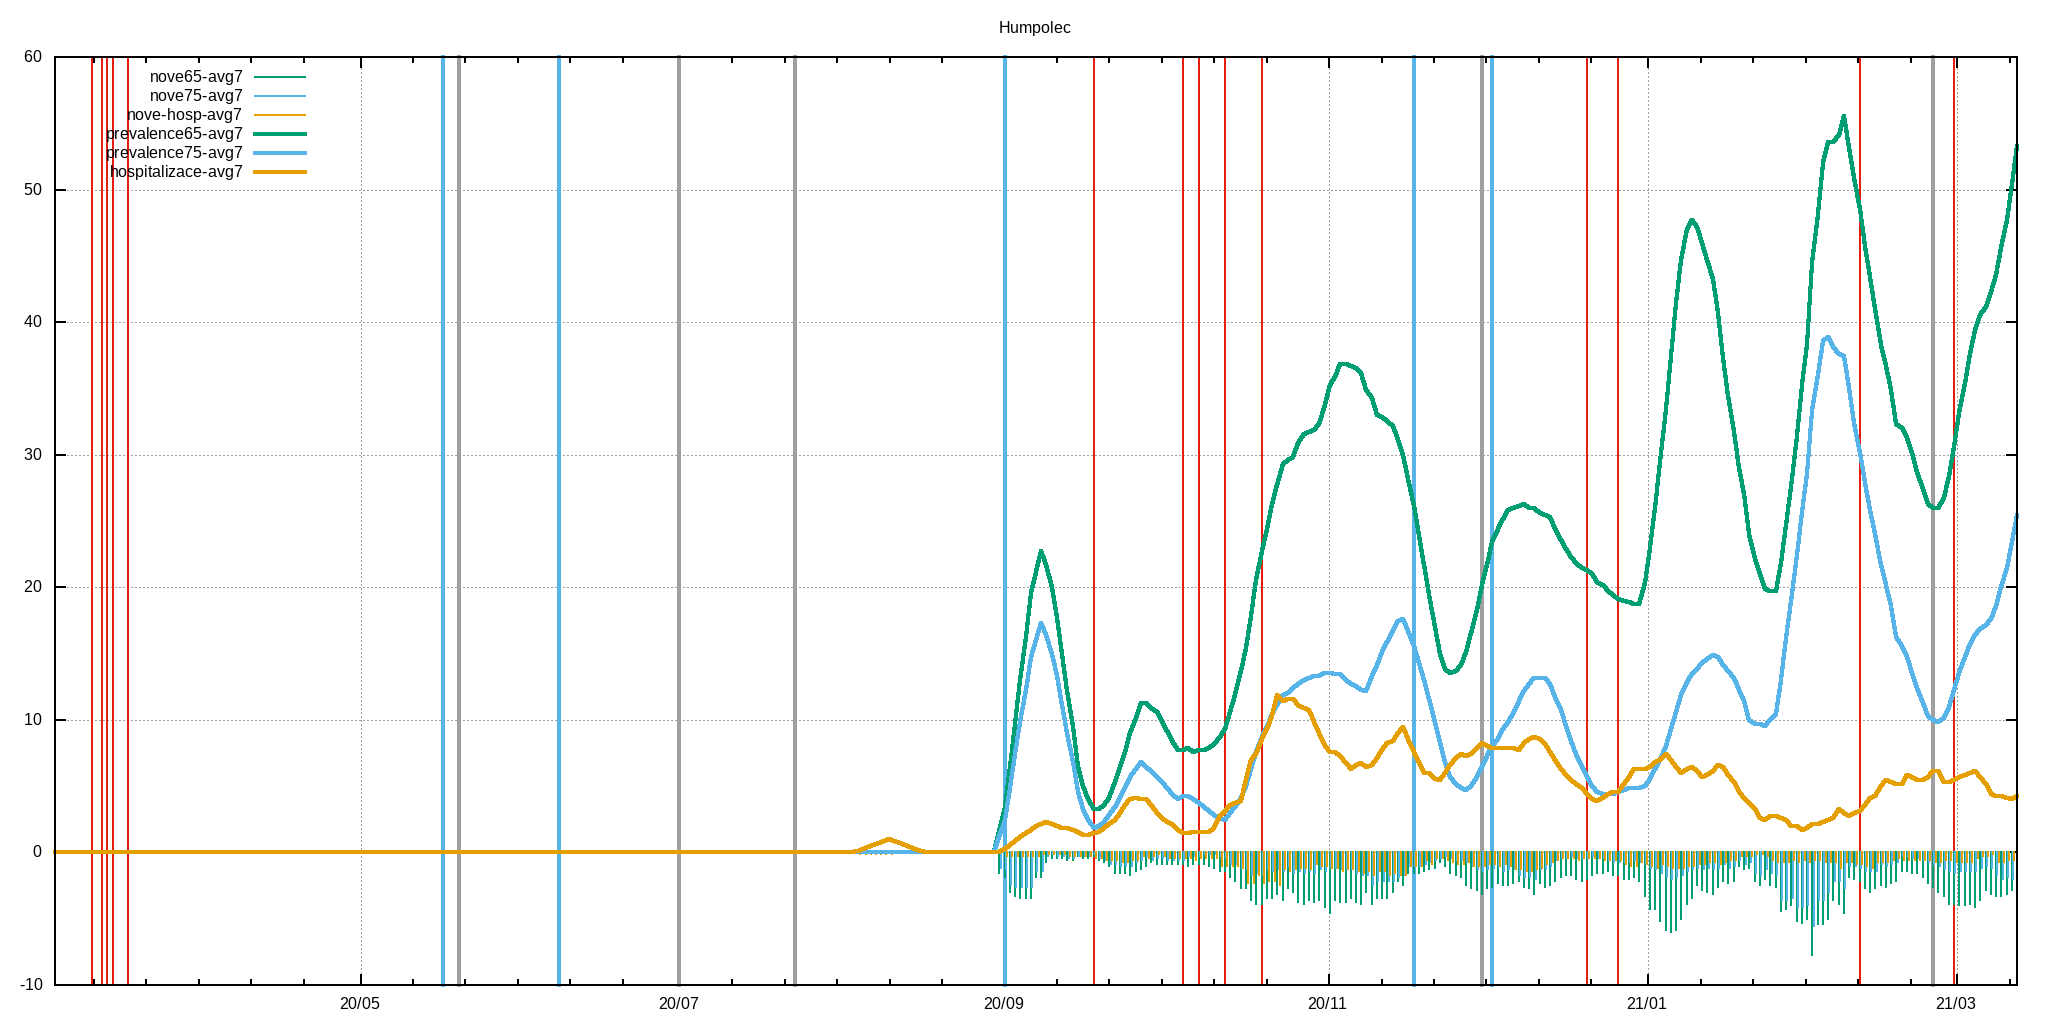 Humpolec
60
nove65-avg7
nove75-avg7
nove-hosp-avg7
prevalence65-avg7
prevalence75-avg7
hospitalizace-avg7
50
40
30
20
10
0
-10
20/05 20/07 20/09 20/11 21/01 21/03